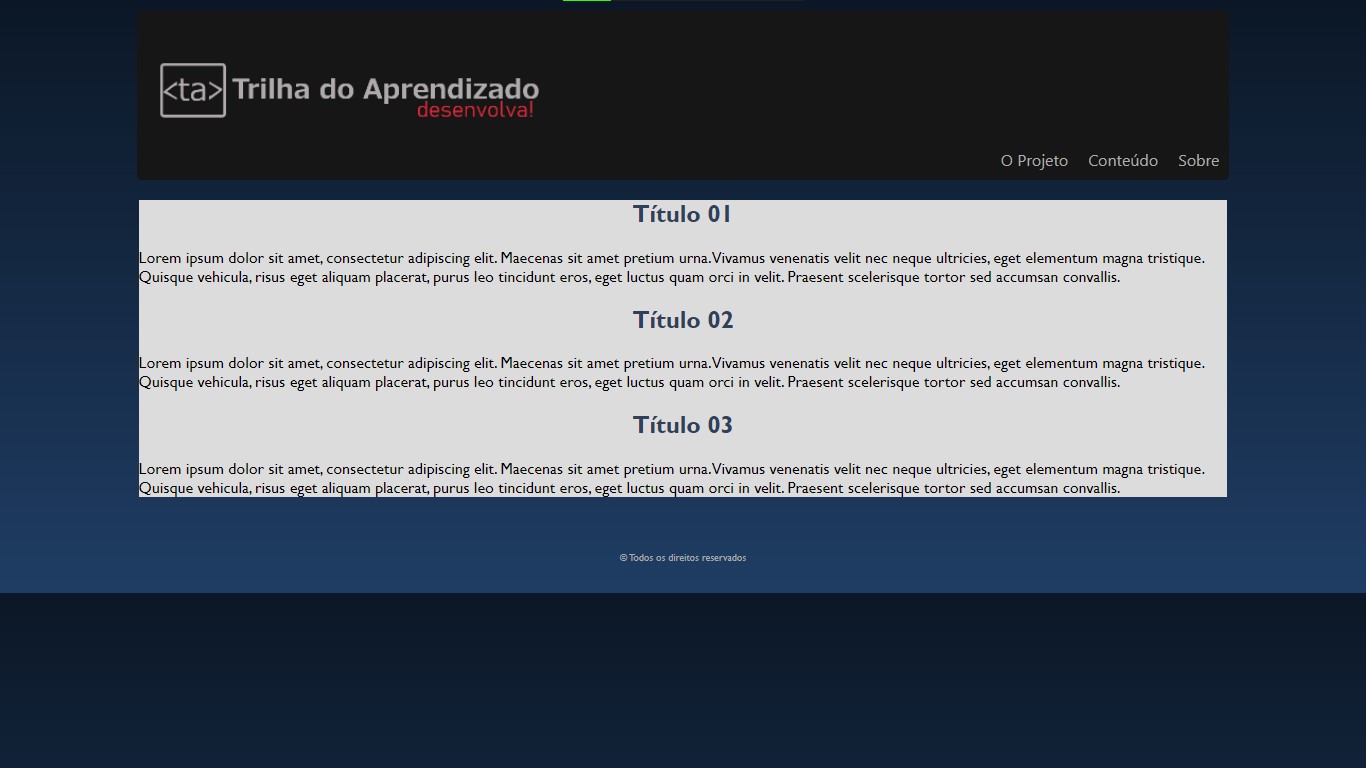 <ta> Trilha do Aprendizado
desenvolva!
O Projeto Conteúdo Sobre
Título 01
Lorem ipsum dolor sit amet, consectetur adipiscing elit. Maecenas sit amet pretium urna. Vivamus venenatis velit nec neque ultricies, eget elementum magna tristique.
Quisque vehicula, risus eget aliquam placerat, purus leo tincidunt eros, eget luctus quam orci in velit. Praesent scelerisque tortor sed accumsan convallis.
Título 02
Lorem ipsum dolor sit amet, consectetur adipiscing elit. Maecenas sit amet pretium urna. Vivamus venenatis velit nec neque ultricies, eget elementum magna tristique.
Quisque vehicula, risus eget aliquam placerat, purus leo tincidunt eros, eget luctus quam orci in velit. Praesent scelerisque tortor sed accumsan convallis.
Título 03
Lorem ipsum dolor sit amet, consectetur adipiscing elit. Maecenas sit amet pretium urna. Vivamus venenatis velit nec neque ultricies, eget elementum magna tristique.
Quisque vehicula, risus eget aliquam placerat, purus leo tincidunt eros, eget luctus quam orci in velit. Praesent scelerisque tortor sed accumsan convallis.
© Todos os direitos reservados